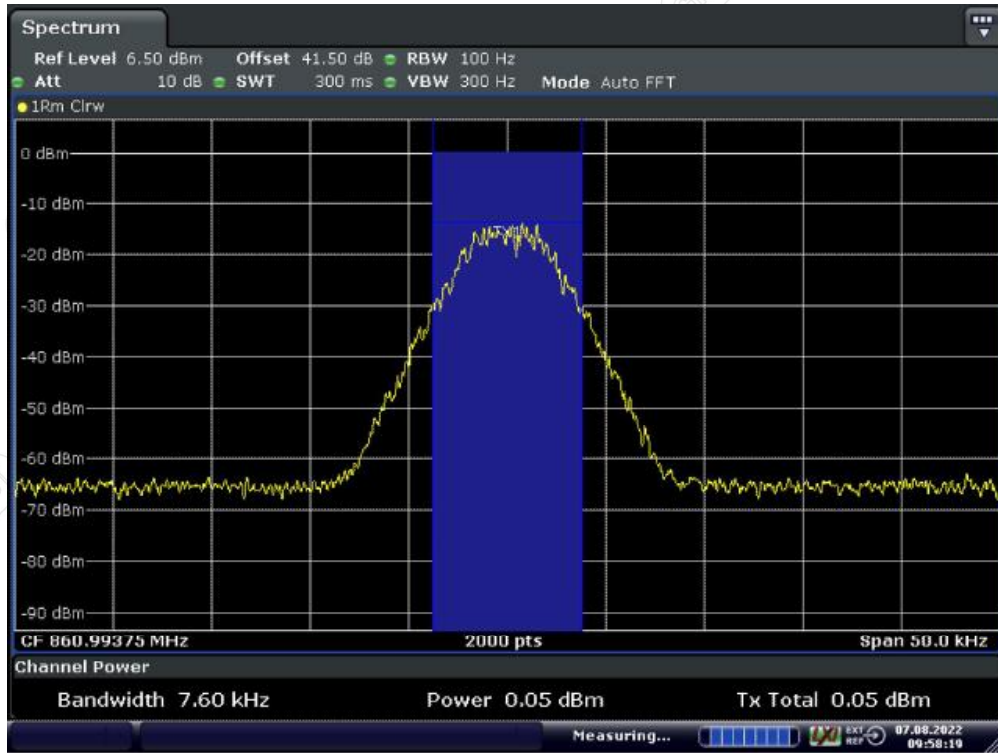 Spectrum
Ref Level 6.50 dBm Offset 41.50 dB RBW 100 Hz
Att 10 dB SWT 300 ms VBW 300 Hz Mode Auto FFT
1Rm Clrw
0 dBm
-10 dBm
-20 dBm
-30 dBm
-40 dBm
-50 dBm
-60 dBm
-70 dBm
-80 dBm
-90 dBm
CF 860.99375 MHz 2000 pts Span 50.0 kHz
Channel Power
Bandwidth 7.60 kHz Power 0.05 dBm Tx Total 0.05 dBm
Measuring... LXI EXT REF 07.08.2022
09:58:19